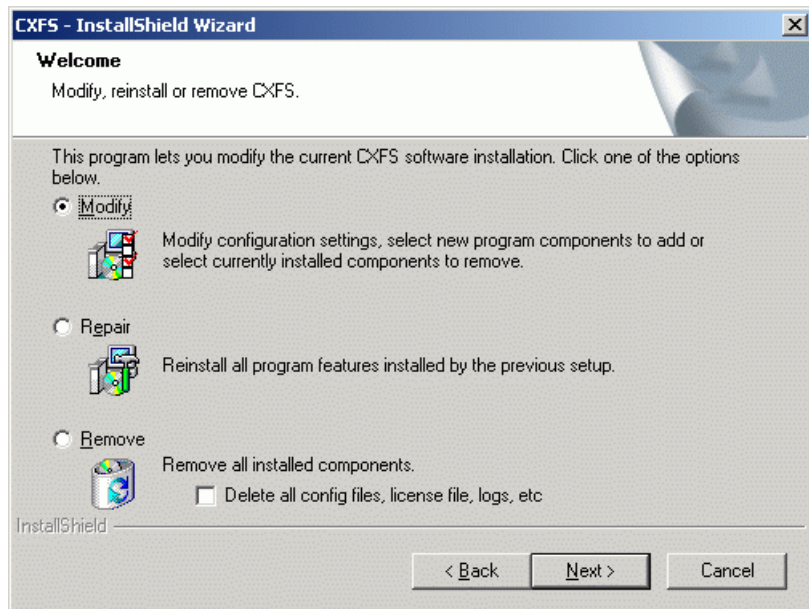 CXFS - InstallShield Wizard
Welcome
Modify, reinstall or remove CXFS.
This program lets you modify the current CXFS software installation. Click one of the options
below.
Modify
Modify configuration settings, select new program components to add or
select currently installed components to remove.
Repair
Reinstall all program features installed by the previous setup.
Remove
Remove all installed components.
Delete all config files, license file, logs, etc
InstallShield
< Back
Next >
Cancel